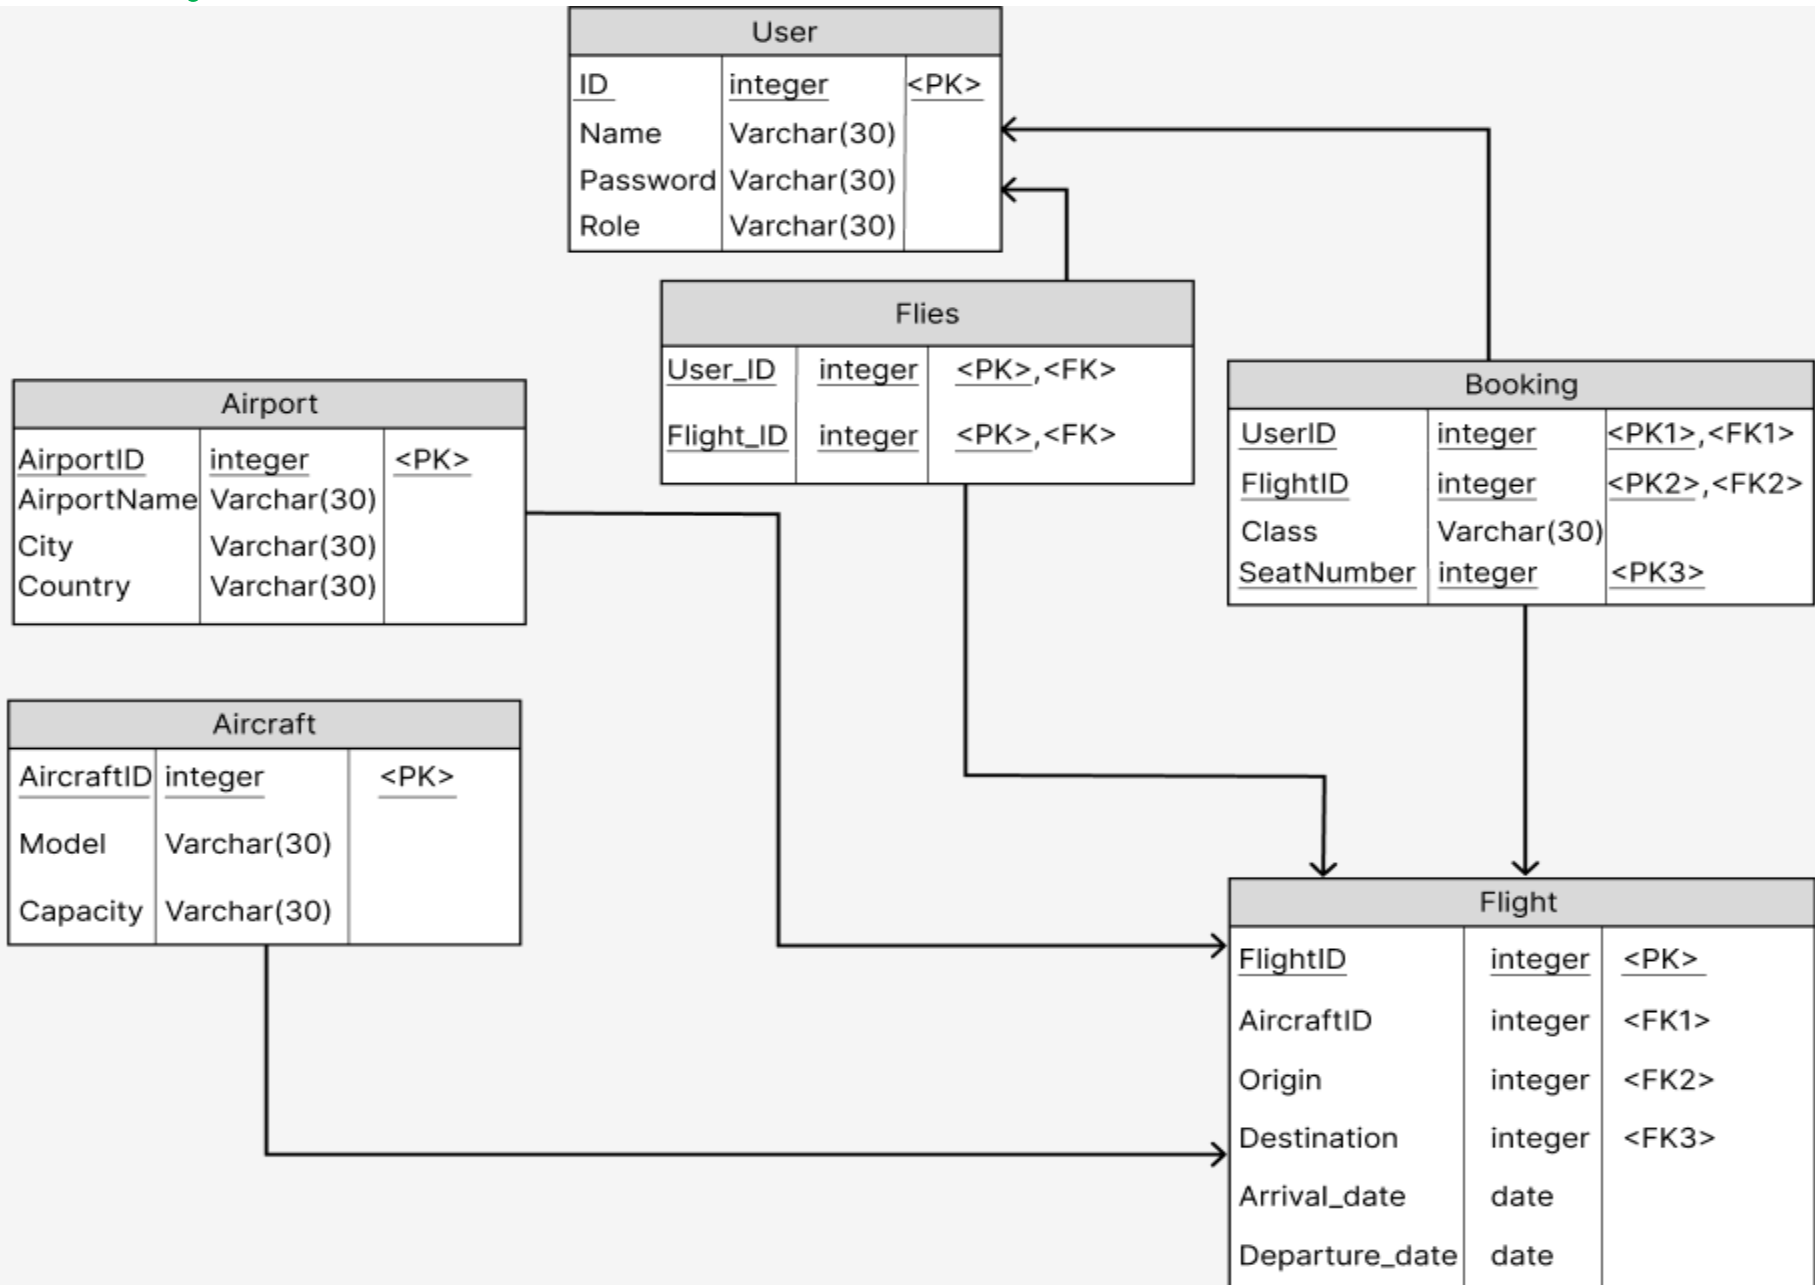 User
ID integer <PK>
Name Varchar(30)
Password Varchar(30)
Role Varchar(30)
Flies
User_ID integer <PK>,<FK>
Flight_ID integer <PK>,<FK>
Booking
UserID integer <PK1>,<FK1>
FlightID integer <PK2>,<FK2>
Class Varchar(30)
SeatNumber integer <PK3>
Airport
AirportID integer <PK>
AirportName Varchar(30)
City Varchar(30)
Country Varchar(30)
Aircraft
AircraftID integer <PK>
Model Varchar(30)
Capacity Varchar(30)
Flight
FlightID integer <PK>
AircraftID integer <FK1>
Origin integer <FK2>
Destination integer <FK3>
Arrival_date date
Departure_date date